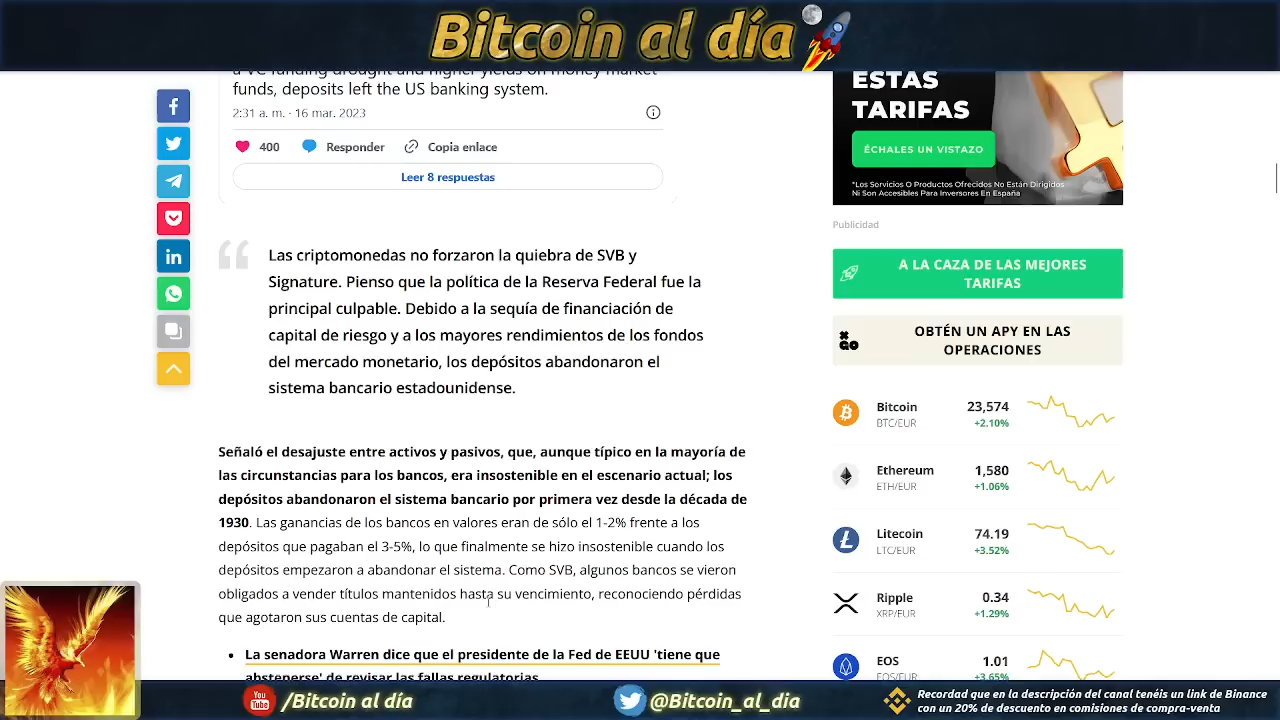 Bitcoin al día
funds, deposits left the US banking system.
2:31 a. m. · 16 mar. 2023
400 Responder Copia enlace
Leer 8 respuestas
Las criptomonedas no forzaron la quiebra de SVB y
Signature. Pienso que la política de la Reserva Federal fue la
principal culpable. Debido a la sequía de financiación de
capital de riesgo y a los mayores rendimientos de los fondos
del mercado monetario, los depósitos abandonaron el
sistema bancario estadounidense.
Señaló el desajuste entre activos y pasivos, que, aunque típico en la mayoría de
las circunstancias para los bancos, era insostenible en el escenario actual; los
depósitos abandonaron el sistema bancario por primera vez desde la década de
1930. Las ganancias de los bancos en valores eran de sólo el 1-2% frente a los
depósitos que pagaban el 3-5%, lo que finalmente se hizo insostenible cuando los
depósitos empezaron a abandonar el sistema. Como SVB, algunos bancos se vieron
obligados a vender títulos mantenidos hasta su vencimiento, reconociendo pérdidas
que agotaron sus cuentas de capital.
• La senadora Warren dice que el presidente de la Fed de EEUU 'tiene que
abstenerse' de revisar las fallas regulatorias
ESTAS
TARIFAS
ÉCHALES UN VISTAZO
*Los Servicios O Productos Ofrecidos No Están Dirigidos
Ni Son Accesibles Para Inversores En España
Publicidad
A LA CAZA DE LAS MEJORES
TARIFAS
OBTÉN UN APY EN LAS
OPERACIONES
Bitcoin 23,574
BTC/EUR +2.10%
Ethereum 1,580
ETH/EUR +1.06%
Litecoin 74.19
LTC/EUR +3.52%
Ripple 0.34
XRP/EUR +1.29%
EOS 1.01
EOS/EUR +3.65%
You Tube /Bitcoin al día
@Bitcoin_al_dia
Recordad que en la descripción del canal tenéis un link de Binance
con un 20% de descuento en comisiones de compra-venta